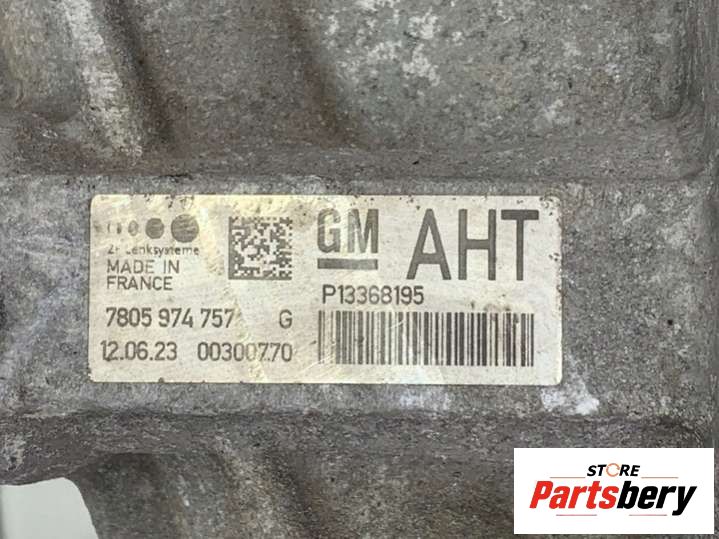 ZF Lenksysteme
MADE IN
FRANCE
7805 974 757 G
12.06.23 00300770
GM
AHT
P13368195
STORE
Partsbery